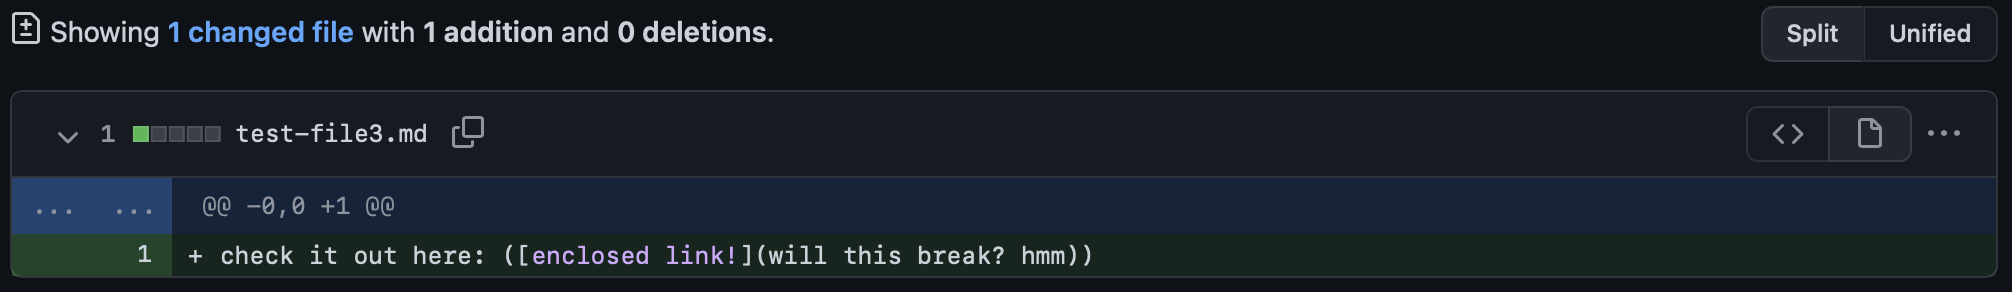 Showing 1 changed file with 1 addition and 0 deletions.
Split Unified
1 test-file3.md
... ... @@ -0,0 +1 @@
1 + check it out here: ([enclosed link!](will this break? hmm))